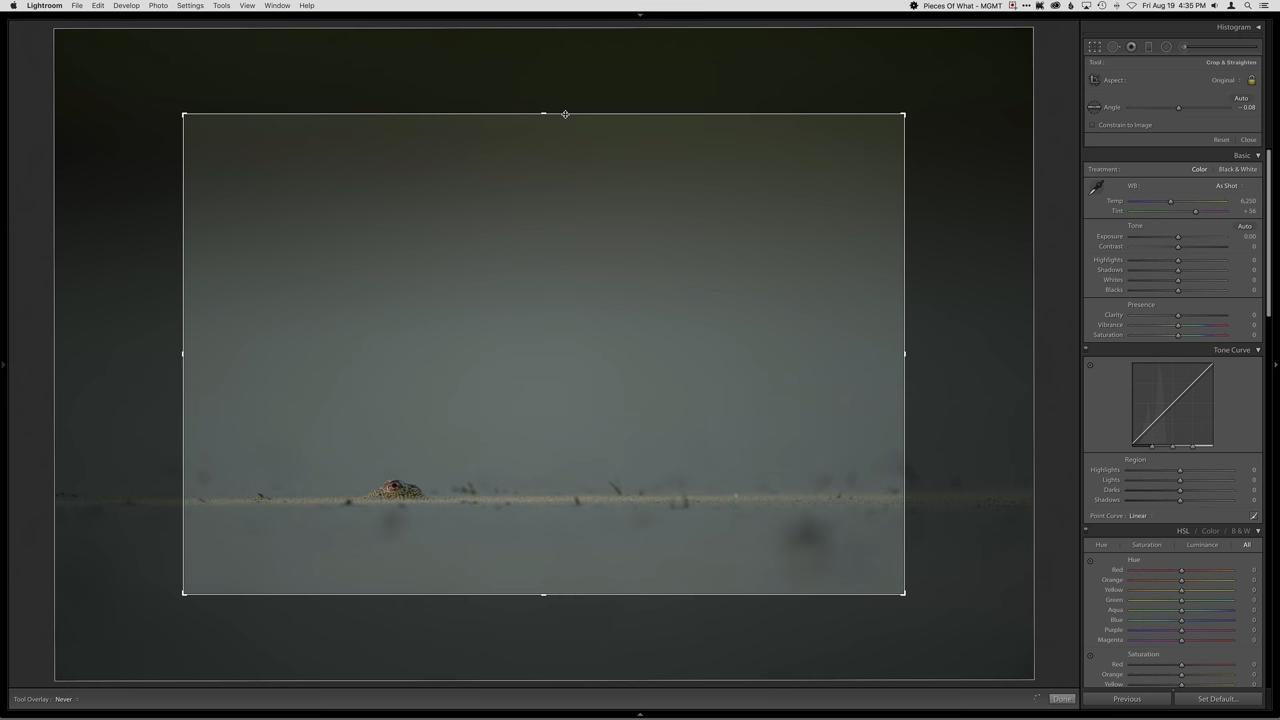 Lightroom File Edit Develop Photo Settings Tools View Window Help Pieces Of What - MGMT Fri Aug 19 4:35 PM
Histogram
Tool : Crop & Straighten
Aspect : Original
Auto
Angle - 0.08
Constrain to Image
Reset Close
Basic
Treatment : Color Black & White
WB : As Shot
Temp 6,250
Tint + 56
Tone Auto
Exposure 0.00
Contrast 0
Highlights 0
Shadows 0
Whites 0
Blacks 0
Presence
Clarity 0
Vibrance 0
Saturation 0
Tone Curve
Region
Highlights 0
Lights 0
Darks 0
Shadows 0
Point Curve : Linear
HSL / Color / B & W
Hue Saturation Luminance All
Hue
Red 0
Orange 0
Yellow 0
Green 0
Aqua 0
Blue 0
Purple 0
Magenta 0
Saturation
Red 0
Orange 0
Yellow 0
Tool Overlay : Never Done Previous Set Default...